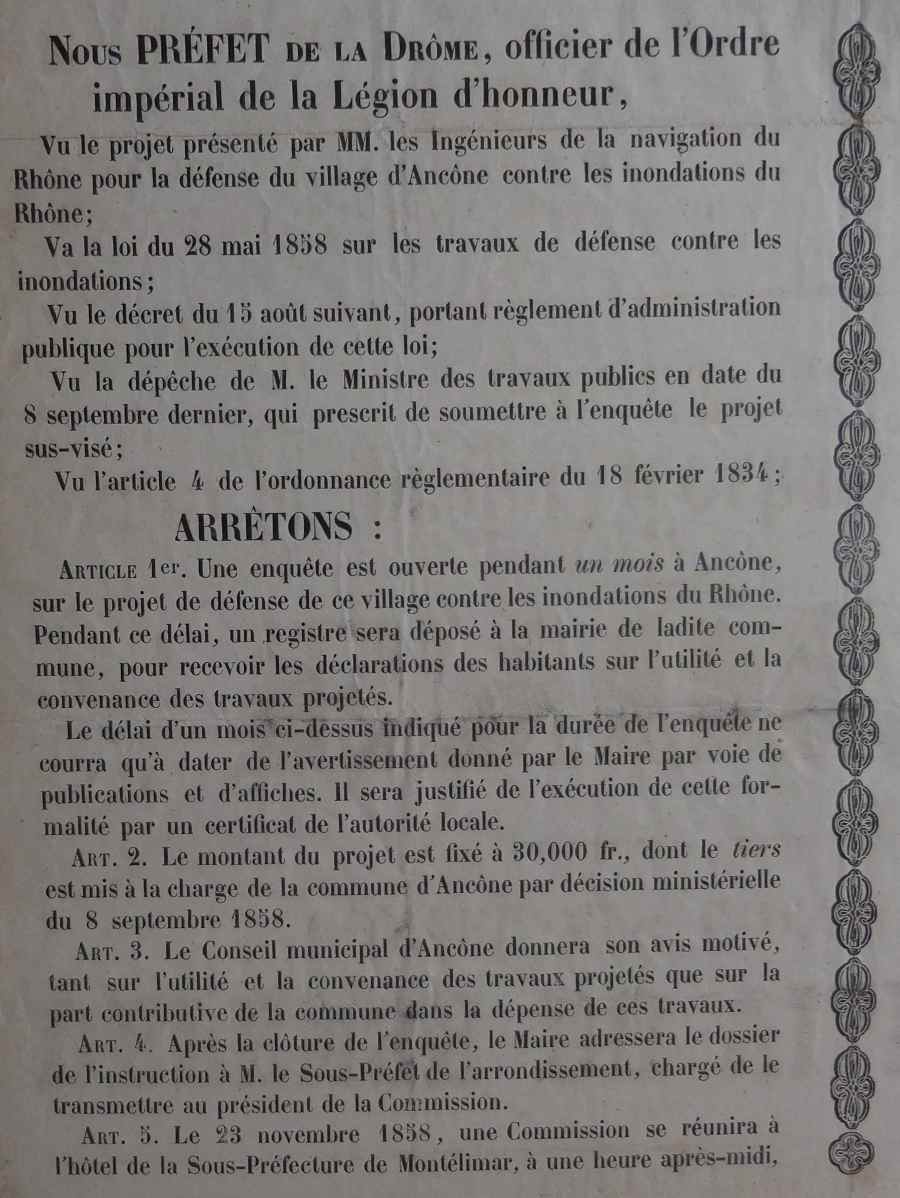 Nous PRÉFET DE LA DRÔME, officier de l'Ordre
impérial de la Légion d'honneur,
Vu le projet présenté par MM. les Ingénieurs de la navigation du
Rhône pour la défense du village d'Ancône contre les inondations du
Rhône;
Va la loi du 28 mai 1858 sur les travaux de défense contre les
inondations;
Vu le décret du 15 août suivant, portant règlement d'administration
publique pour l'exécution de cette loi;
Vu la dépêche de M. le Ministre des travaux publics en date du
8 septembre dernier, qui prescrit de soumettre à l'enquête le projet
sus-visé;
Vu l'article 4 de l'ordonnance règlementaire du 18 février 1834;
ARRÊTONS :
ARTICLE 1er. Une enquête est ouverte pendant un mois à Ancône,
sur le projet de défense de ce village contre les inondations du Rhône.
Pendant ce délai, un registre sera déposé à la mairie de ladite com-
mune, pour recevoir les déclarations des habitants sur l'utilité et la
convenance des travaux projetés.
Le délai d'un mois ci-dessus indiqué pour la durée de l'enquête ne
courra qu'à dater de l'avertissement donné par le Maire par voie de
publications et d'affiches. Il sera justifié de l'exécution de cette for-
malité par un certificat de l'autorité locale.
ART. 2. Le montant du projet est fixé à 30,000 fr., dont le tiers
est mis à la charge de la commune d'Ancône par décision ministérielle
du 8 septembre 1858.
ART. 3. Le Conseil municipal d'Ancône donnera son avis motivé,
tant sur l'utilité et la convenance des travaux projetés que sur la
part contributive de la commune dans la dépense de ces travaux.
ART. 4. Après la clôture de l'enquête, le Maire adressera le dossier
de l'instruction à M. le Sous-Préfet de l'arrondissement, chargé de le
transmettre au président de la Commission.
ART. 5. Le 23 novembre 1858, une Commission se réunira à
l'hôtel de la Sous-Préfecture de Montélimar, à une heure après-midi,